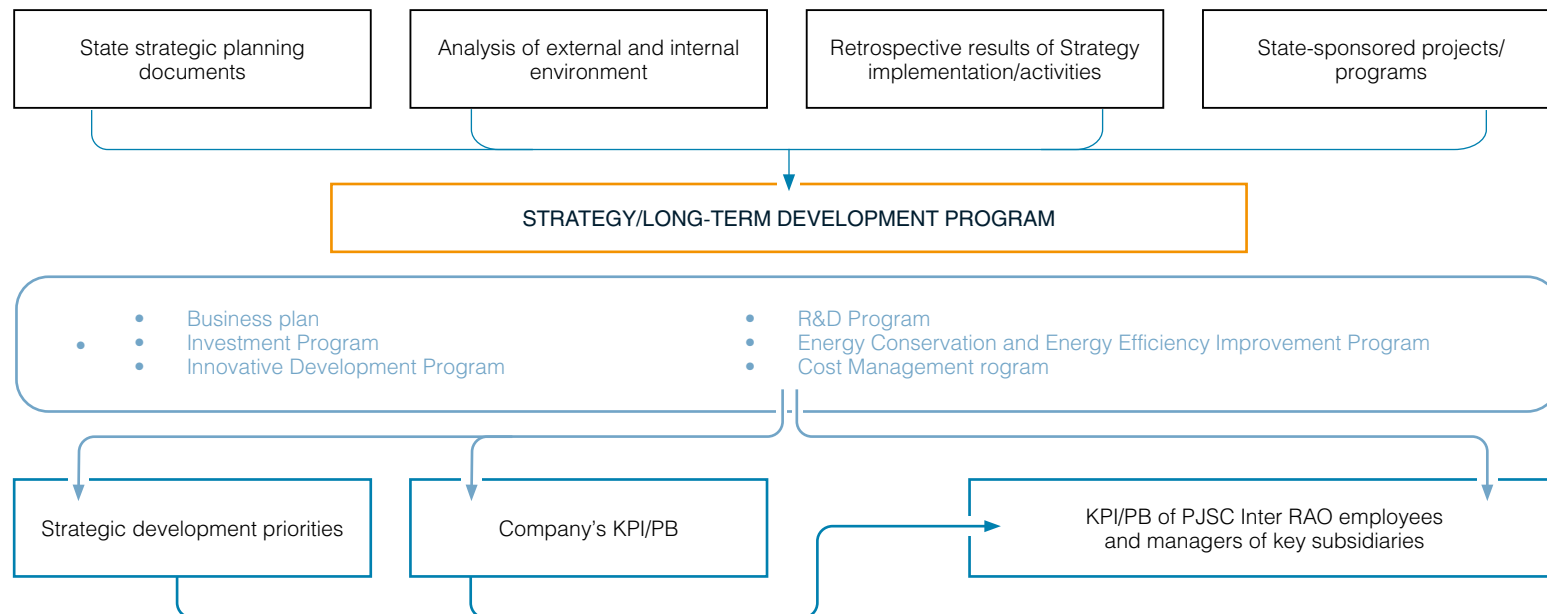 State strategic planning
documents
Analysis of external and internal
environment
Retrospective results of Strategy
implementation/activities
State-sponsored projects/
programs
STRATEGY/LONG-TERM DEVELOPMENT PROGRAM
• Business plan
• Investment Program
• Innovative Development Program
• R&D Program
• Energy Conservation and Energy Efficiency Improvement Program
• Cost Management rogram
Strategic development priorities
Company’s KPI/PB
KPI/PB of PJSC Inter RAO employees
and managers of key subsidiaries